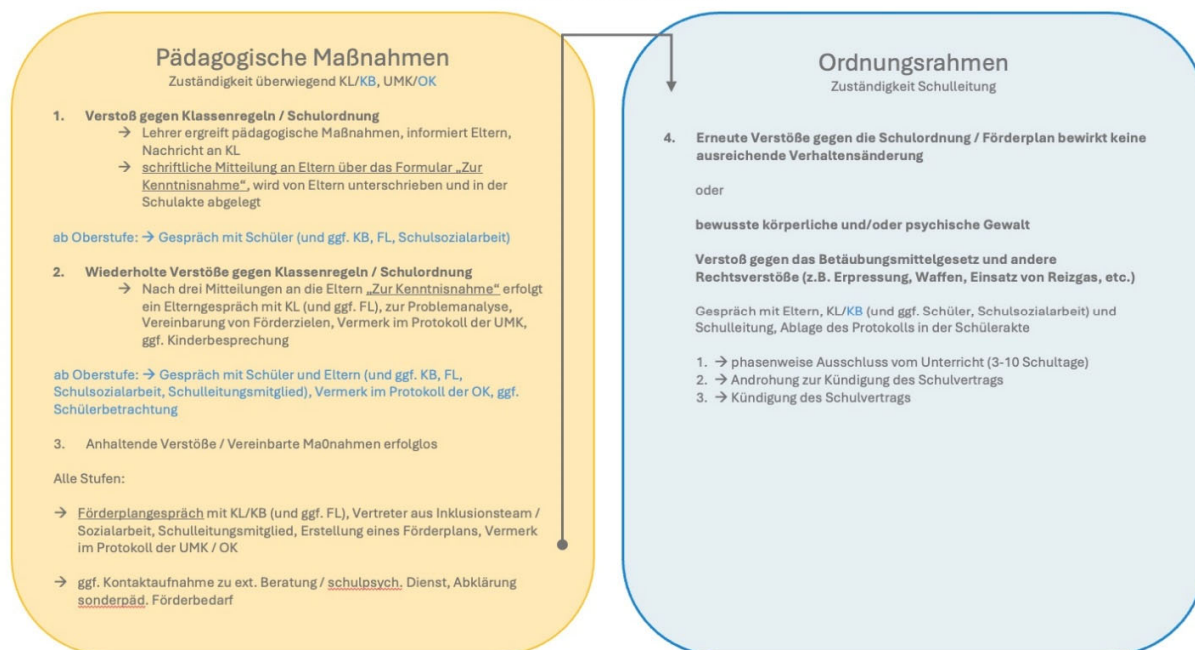 Pädagogische Maßnahmen
Zuständigkeit überwiegend KL/KB, UMK/OK
1. Verstoß gegen Klassenregeln / Schulordnung
→ Lehrer ergreift pädagogische Maßnahmen, informiert Eltern,
Nachricht an KL
→ schriftliche Mitteilung an Eltern über das Formular „Zur
Kenntnisnahme“, wird von Eltern unterschrieben und in der
Schulakte abgelegt
ab Oberstufe: → Gespräch mit Schüler (und ggf. KB, FL, Schulsozialarbeit)
2. Wiederholte Verstöße gegen Klassenregeln / Schulordnung
→ Nach drei Mitteilungen an die Eltern „Zur Kenntnisnahme“ erfolgt
ein Elterngespräch mit KL (und ggf. FL), zur Problemanalyse,
Vereinbarung von Förderzielen, Vermerk im Protokoll der UMK,
ggf. Kinderbesprechung
ab Oberstufe: → Gespräch mit Schüler und Eltern (und ggf. KB, FL,
Schulsozialarbeit, Schulleitungsmitglied), Vermerk im Protokoll der OK, ggf.
Schülerbetrachtung
3. Anhaltende Verstöße / Vereinbarte Ma0nahmen erfolglos
Alle Stufen:
→ Förderplangespräch mit KL/KB (und ggf. FL), Vertreter aus Inklusionsteam /
Sozialarbeit, Schulleitungsmitglied, Erstellung eines Förderplans, Vermerk
im Protokoll der UMK / OK
→ ggf. Kontaktaufnahme zu ext. Beratung / schulpsych. Dienst, Abklärung
sonderpäd. Förderbedarf
Ordnungsrahmen
Zuständigkeit Schulleitung
4. Erneute Verstöße gegen die Schulordnung / Förderplan bewirkt keine
ausreichende Verhaltensänderung
oder
bewusste körperliche und/oder psychische Gewalt
Verstoß gegen das Betäubungsmittelgesetz und andere
Rechtsverstöße (z.B. Erpressung, Waffen, Einsatz von Reizgas, etc.)
Gespräch mit Eltern, KL/KB (und ggf. Schüler, Schulsozialarbeit) und
Schulleitung, Ablage des Protokolls in der Schülerakte
1. → phasenweise Ausschluss vom Unterricht (3-10 Schultage)
2. → Androhung zur Kündigung des Schulvertrags
3. → Kündigung des Schulvertrags